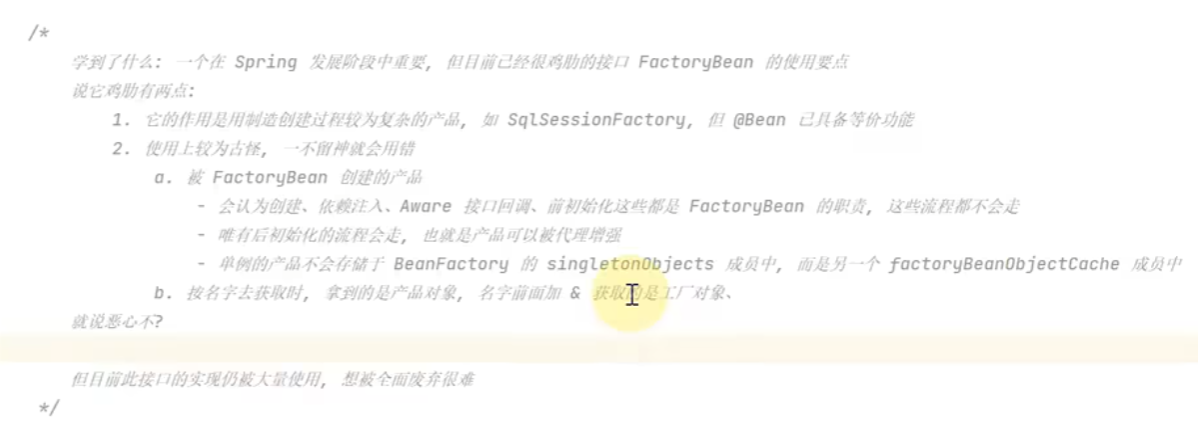 /*
学到了什么: 一个在 Spring 发展阶段中重要, 但目前已经很鸡肋的接口 FactoryBean 的使用要点
说它鸡肋有两点:
1. 它的作用是用制造创建过程较为复杂的产品, 如 SqlSessionFactory, 但 @Bean 已具备等价功能
2. 使用上较为古怪, 一不留神就会用错
a. 被 FactoryBean 创建的产品
- 会认为创建、依赖注入、Aware 接口回调、前初始化这些都是 FactoryBean 的职责, 这些流程都不会走
- 唯有后初始化的流程会走, 也就是产品可以被代理增强
- 单例的产品不会存储于 BeanFactory 的 singletonObjects 成员中, 而是另一个 factoryBeanObjectCache 成员中
b. 按名字去获取时, 拿到的是产品对象, 名字前面加 & 获取的是工厂对象、
就说恶心不?
但目前此接口的实现仍被大量使用, 想被全面废弃很难
*/